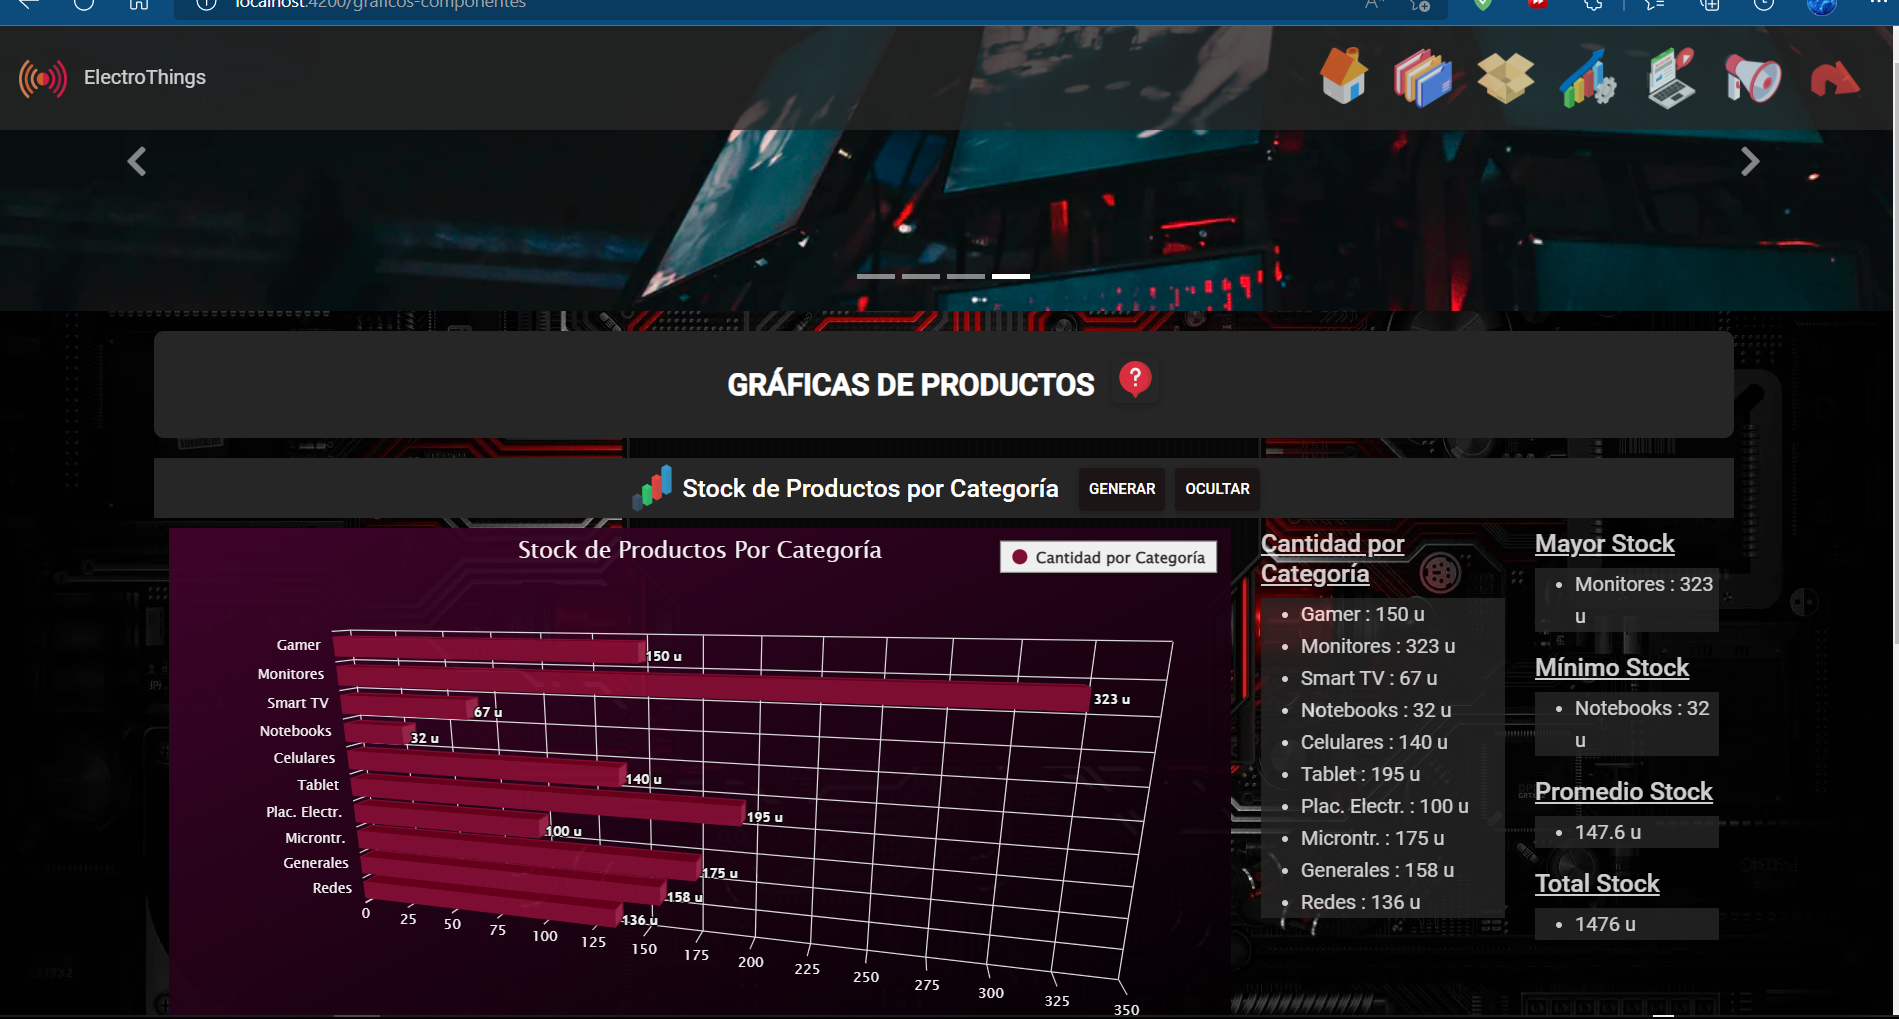 localhost:4200/graficos-componentes
ElectroThings
GRÁFICAS DE PRODUCTOS
Stock de Productos por Categoría GENERAR OCULTAR
Stock de Productos Por Categoría
Cantidad por Categoría
Gamer 150 u
Monitores 323 u
Smart TV 67 u
Notebooks 32 u
Celulares 140 u
Tablet 195 u
Plac. Electr. 100 u
Microntr. 175 u
Generales 158 u
Redes 136 u
0 25 50 75 100 125 150 175 200 225 250 275 300 325 350
Cantidad por
Categoría
Gamer : 150 u
Monitores : 323 u
Smart TV : 67 u
Notebooks : 32 u
Celulares : 140 u
Tablet : 195 u
Plac. Electr. : 100 u
Microntr. : 175 u
Generales : 158 u
Redes : 136 u
Mayor Stock
Monitores : 323
u
Mínimo Stock
Notebooks : 32
u
Promedio Stock
147.6 u
Total Stock
1476 u